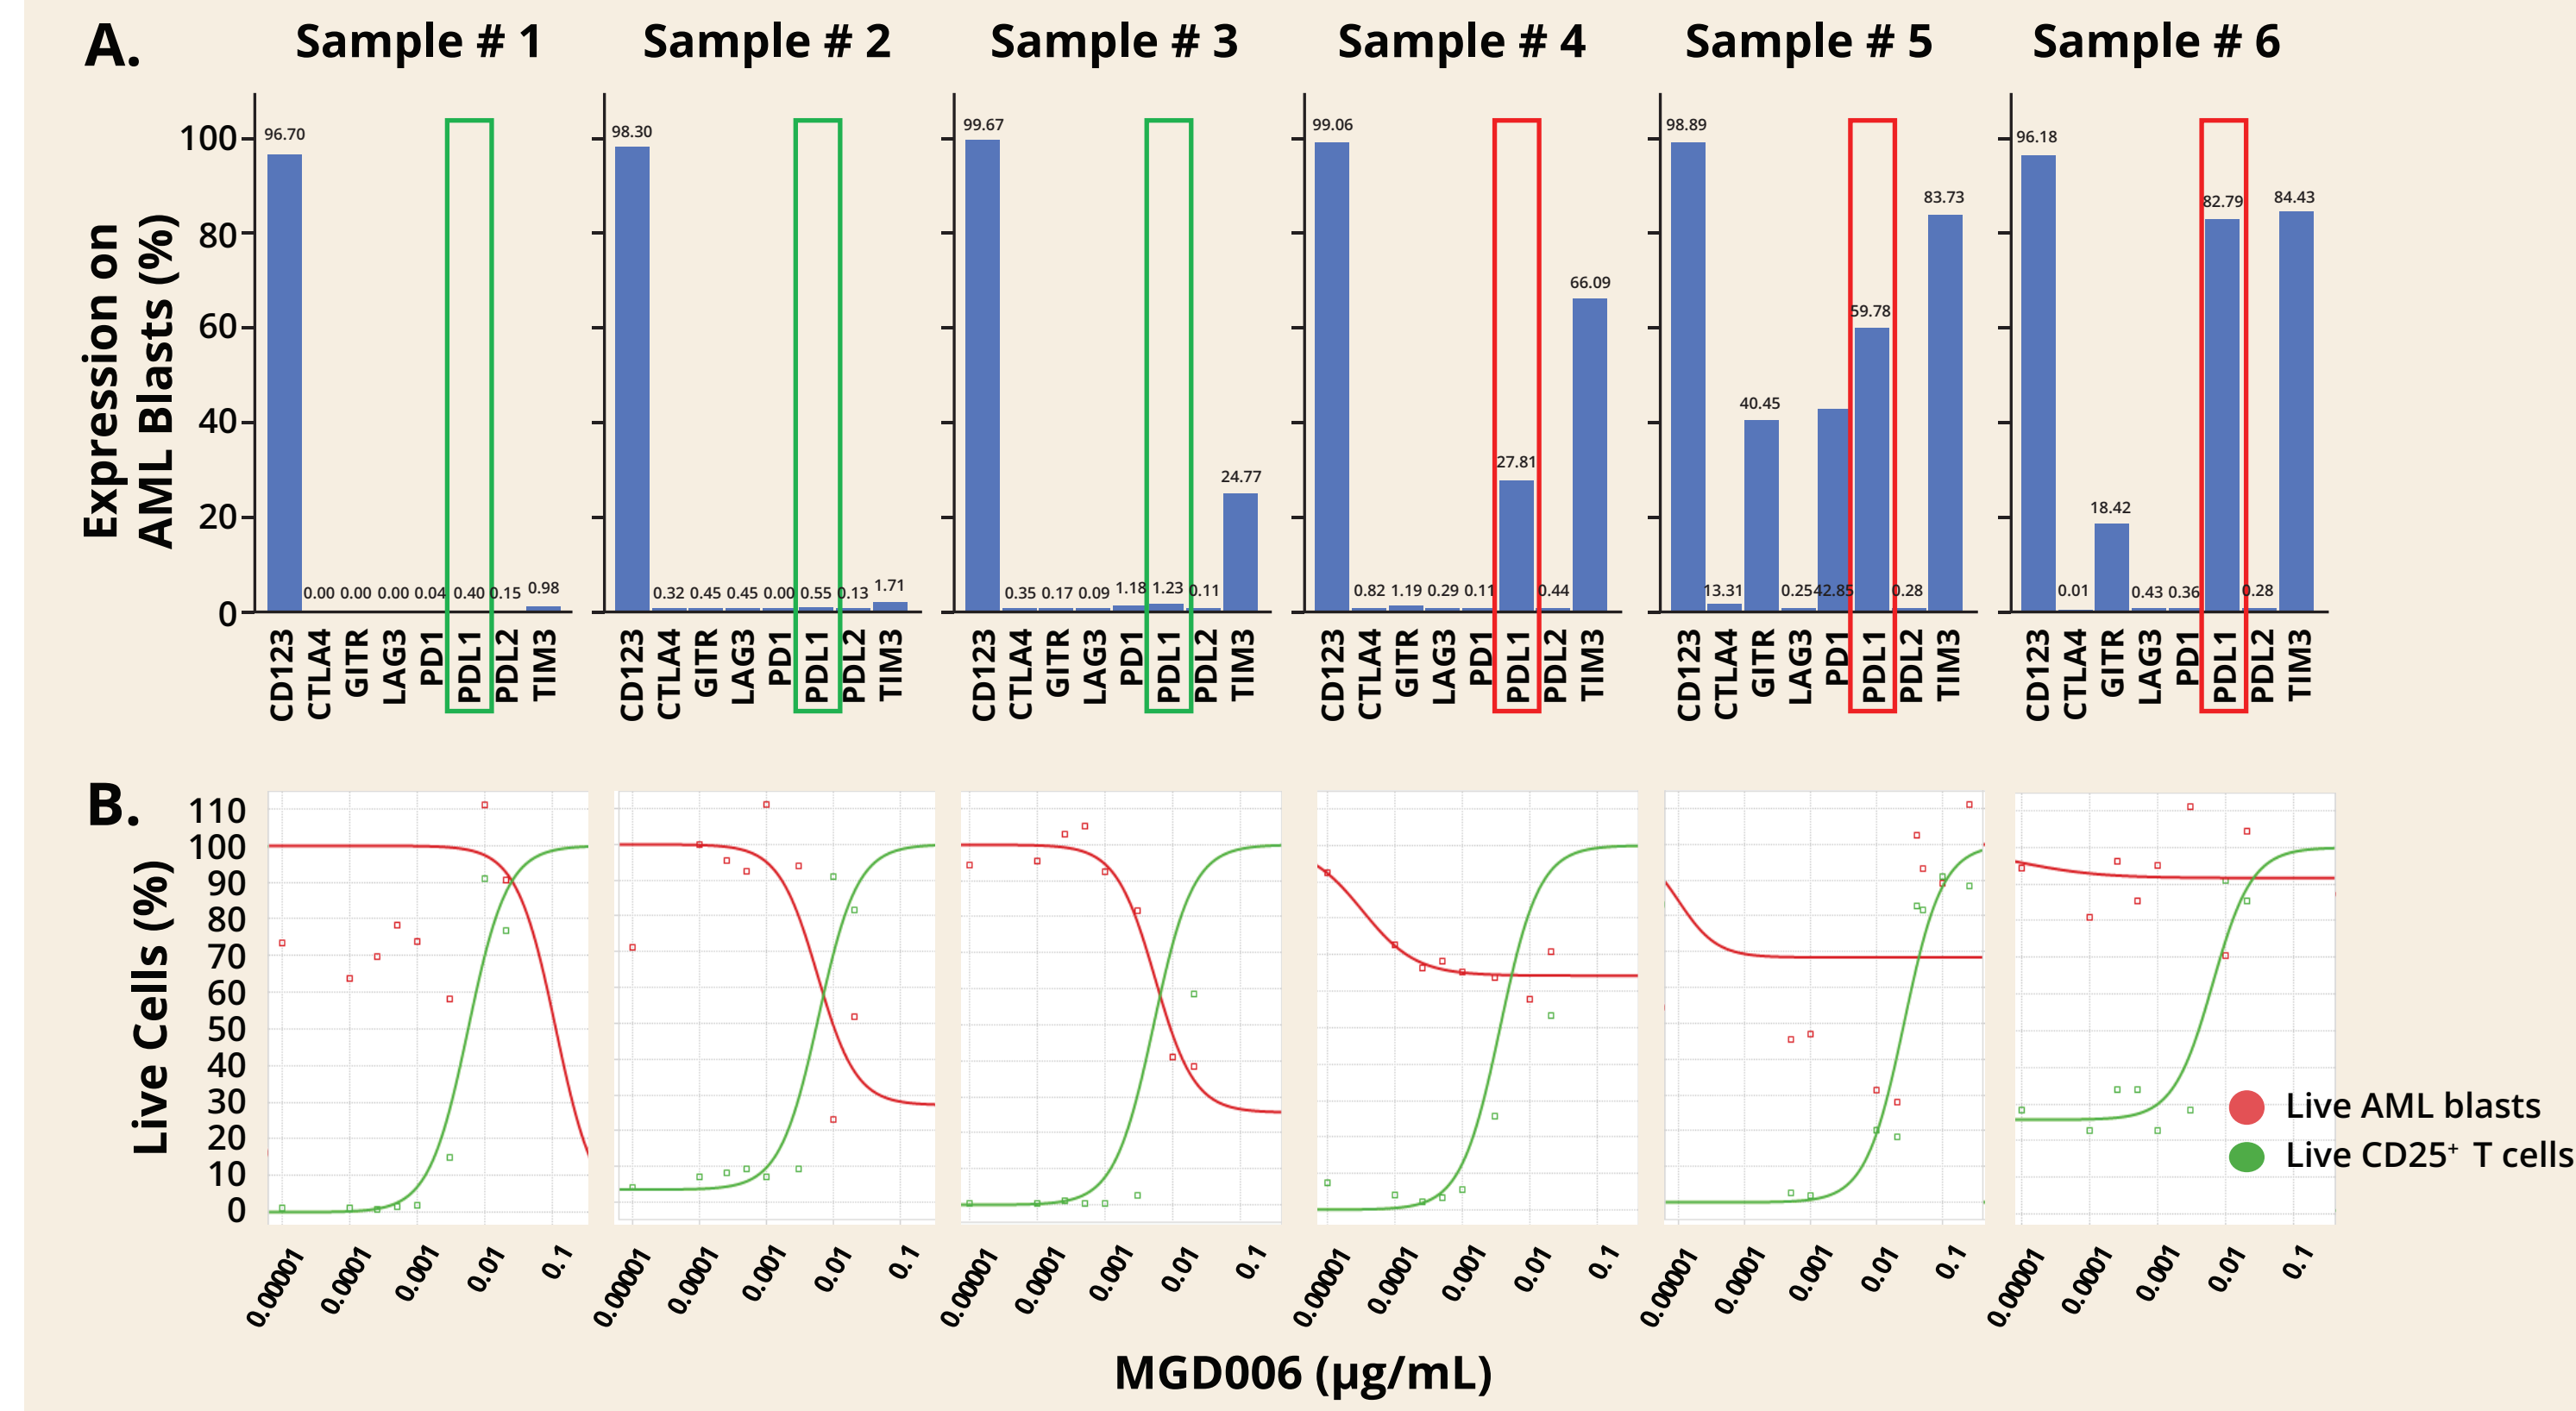 A.
Sample # 1
Sample # 2
Sample # 3
Sample # 4
Sample # 5
Sample # 6
Expression on
AML Blasts (%)
100
80
60
40
20
0
96.70
0.00 0.00 0.00 0.04 0.40 0.15 0.98
98.30
0.32 0.45 0.45 0.00 0.55 0.13 1.71
99.67
0.35 0.17 0.09 1.18 1.23 0.11 24.77
99.06
0.82 1.19 0.29 0.11 27.81 0.44 66.09
98.89
13.31 40.45 0.25 42.85 59.78 0.28 83.73
96.18
0.01 18.42 0.43 0.36 82.79 0.28 84.43
CD123 CTLA4 GITR LAG3 PD1 PDL1 PDL2 TIM3
CD123 CTLA4 GITR LAG3 PD1 PDL1 PDL2 TIM3
CD123 CTLA4 GITR LAG3 PD1 PDL1 PDL2 TIM3
CD123 CTLA4 GITR LAG3 PD1 PDL1 PDL2 TIM3
CD123 CTLA4 GITR LAG3 PD1 PDL1 PDL2 TIM3
CD123 CTLA4 GITR LAG3 PD1 PDL1 PDL2 TIM3
B.
Live Cells (%)
110
100
90
80
70
60
50
40
30
20
10
0
Live AML blasts
Live CD25+ T cells
0.00001 0.0001 0.001 0.01 0.1
0.00001 0.0001 0.001 0.01 0.1
0.00001 0.0001 0.001 0.01 0.1
0.00001 0.0001 0.001 0.01 0.1
0.00001 0.0001 0.001 0.01 0.1
0.00001 0.0001 0.001 0.01 0.1
MGD006 (µg/mL)